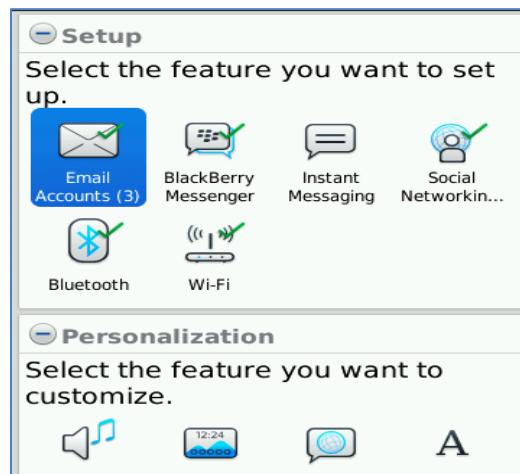 Setup
Select the feature you want to set
up.
Email
Accounts (3)
BlackBerry
Messenger
Instant
Messaging
Social
Networkin...
Bluetooth
Wi-Fi
Personalization
Select the feature you want to
customize.
12:24
A